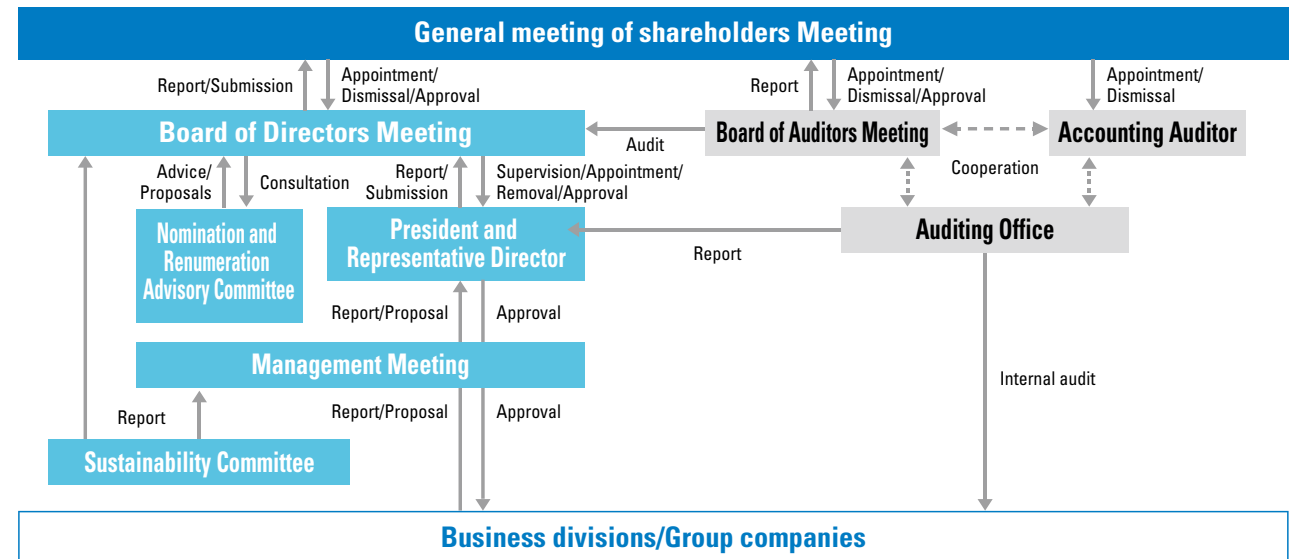 General meeting of shareholders Meeting
Report/Submission
Appointment/
Dismissal/Approval
Report
Appointment/
Dismissal/Approval
Appointment/
Dismissal
Board of Directors Meeting
Audit
Board of Auditors Meeting
Accounting Auditor
Cooperation
Advice/
Proposals
Consultation
Report/
Submission
Supervision/Appointment/
Removal/Approval
Nomination and
Renumeration
Advisory Committee
President and
Representative Director
Report
Auditing Office
Report/Proposal
Approval
Management Meeting
Internal audit
Report
Report/Proposal
Approval
Sustainability Committee
Business divisions/Group companies